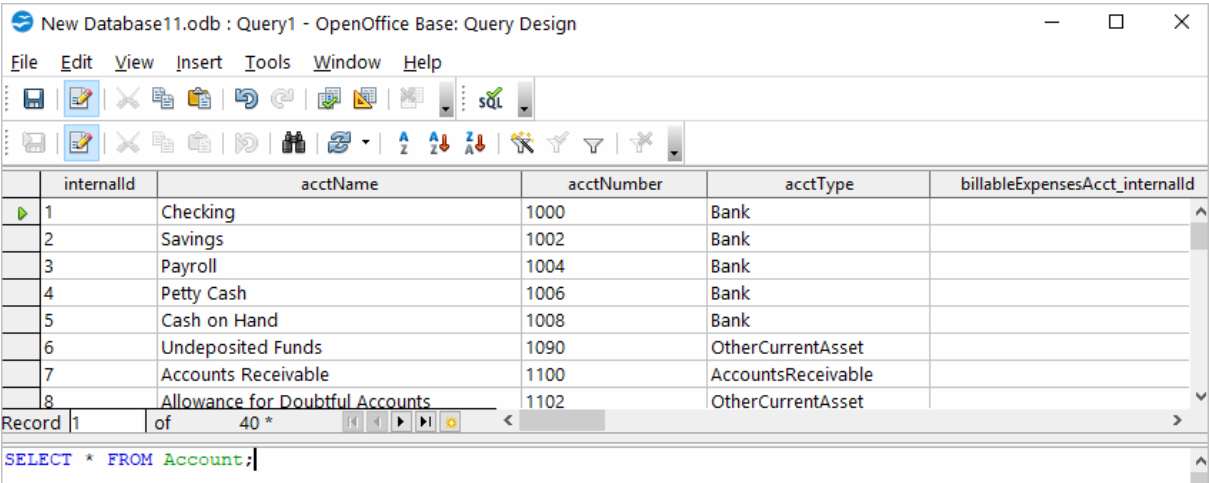 New Database11.odb : Query1 - OpenOffice Base: Query Design
File Edit View Insert Tools Window Help
SQL
internalId acctName acctNumber acctType billableExpensesAcct_internalId
1 Checking 1000 Bank
2 Savings 1002 Bank
3 Payroll 1004 Bank
4 Petty Cash 1006 Bank
5 Cash on Hand 1008 Bank
6 Undeposited Funds 1090 OtherCurrentAsset
7 Accounts Receivable 1100 AccountsReceivable
8 Allowance for Doubtful Accounts 1102 OtherCurrentAsset
Record 1 of 40 *
SELECT * FROM Account;